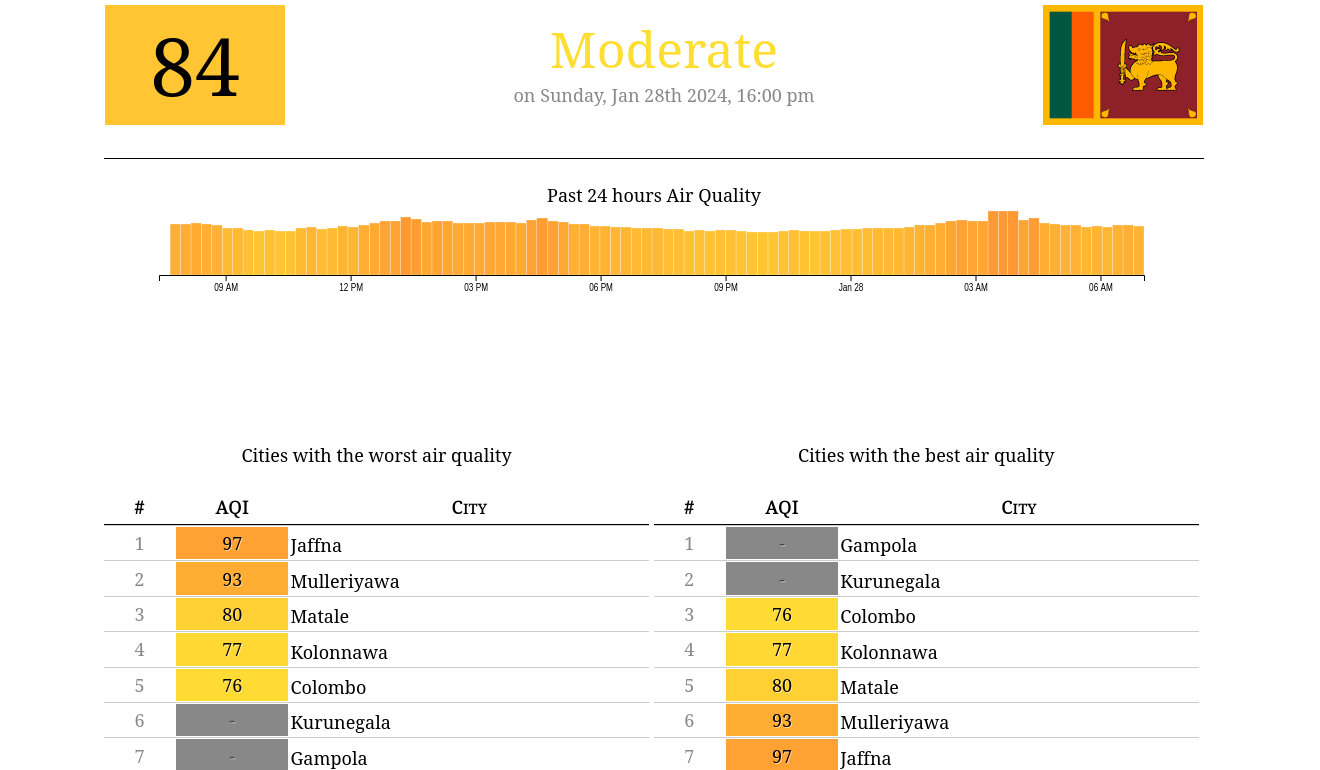 84
Moderate
on Sunday, Jan 28th 2024, 16:00 pm
Past 24 hours Air Quality
09 AM 12 PM 03 PM 06 PM 09 PM Jan 28 03 AM 06 AM
Cities with the worst air quality
# AQI City
1 97 Jaffna
2 93 Mulleriyawa
3 80 Matale
4 77 Kolonnawa
5 76 Colombo
6 - Kurunegala
7 - Gampola
Cities with the best air quality
# AQI City
1 - Gampola
2 - Kurunegala
3 76 Colombo
4 77 Kolonnawa
5 80 Matale
6 93 Mulleriyawa
7 97 Jaffna